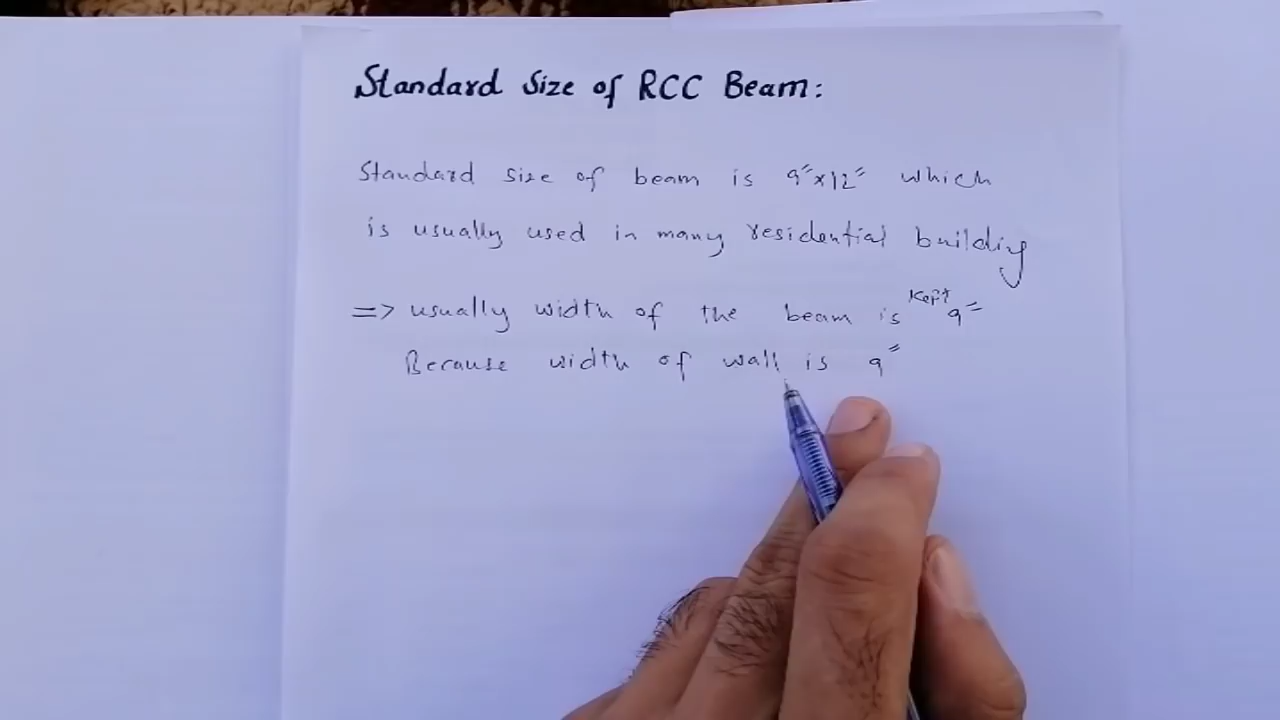 Standard Size of RCC Beam:
Standard size of beam is 9"x12" which
is usually used in many residential building
=> usually width of the beam is kept 9"
Because width of wall is 9"